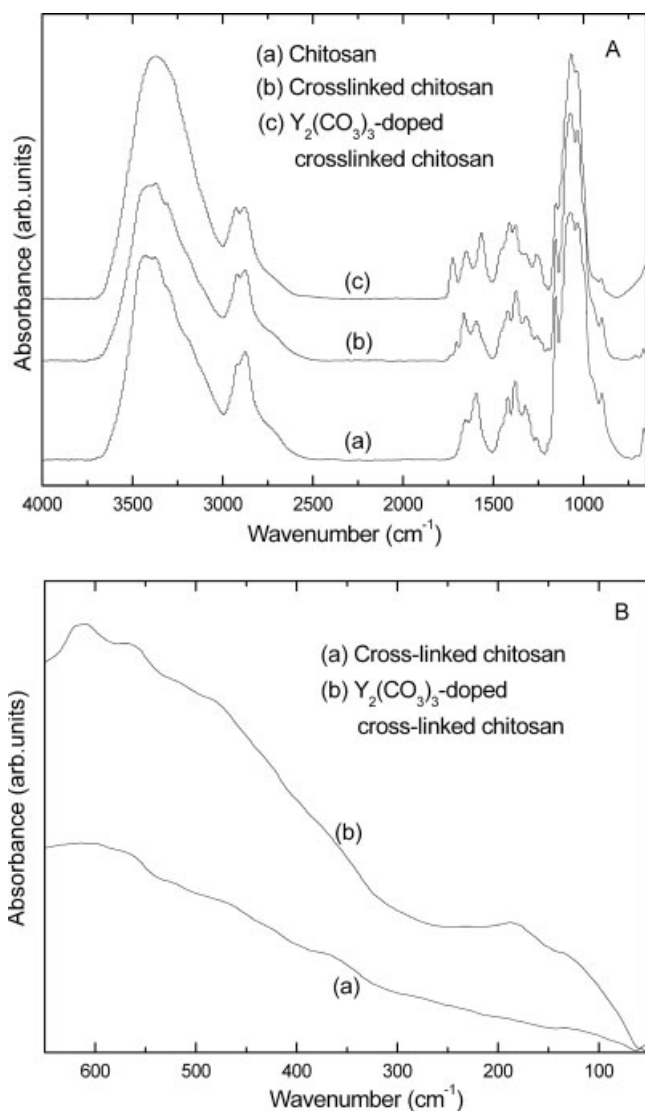 A
(a) Chitosan
(b) Crosslinked chitosan
(c) Y₂(CO₃)₃-doped
crosslinked chitosan
Absorbance (arb.units)
(c)
(b)
(a)
4000 3500 3000 2500 2000 1500 1000
Wavenumber (cm⁻¹)
B
(a) Cross-linked chitosan
(b) Y₂(CO₃)₃-doped
cross-linked chitosan
Absorbance (arb.units)
(b)
(a)
600 500 400 300 200 100
Wavenumber (cm⁻¹)